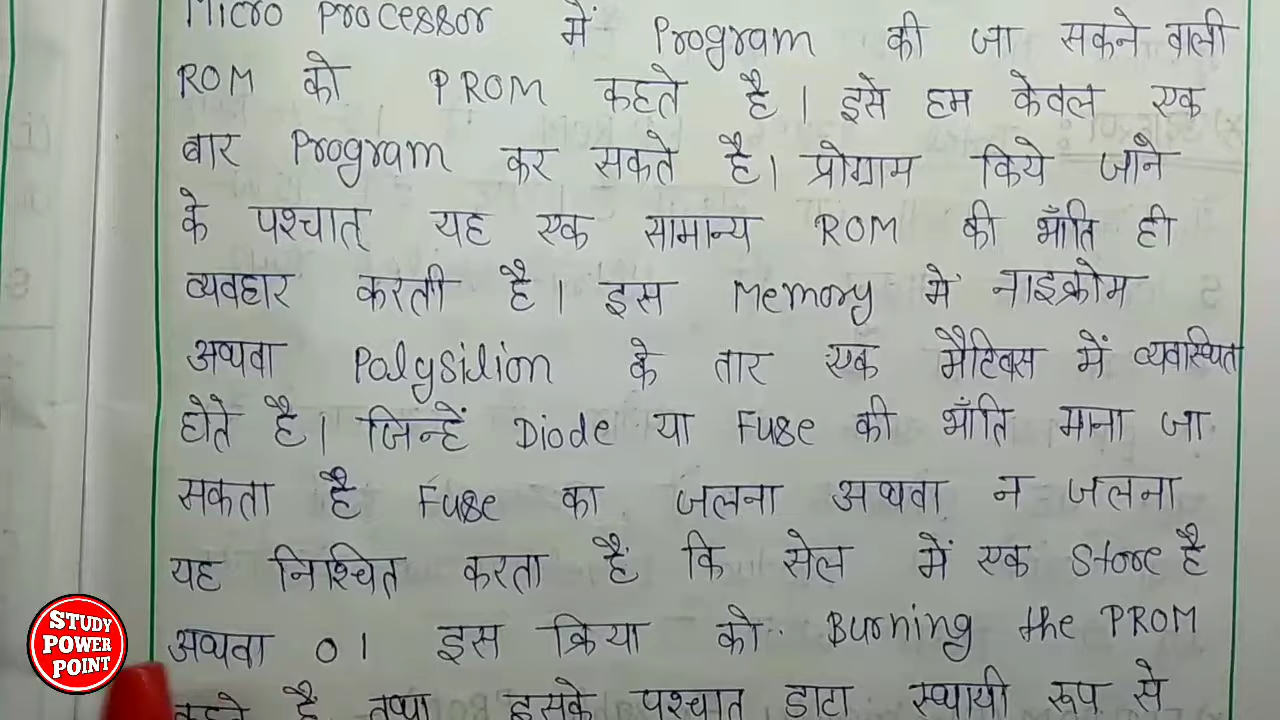 Micro Processor में Program की जा सकने वाली
ROM को PROM कहते है। इसे हम केवल एक
बार Program कर सकते है। प्रोग्राम किये जाने
के पश्चात् यह एक सामान्य ROM की भाँति ही
व्यवहार करती है। इस Memory में नाइक्रोम
अथवा Polysilion के तार एक मैटिक्स में व्यवस्थित
होते है। जिन्हें Diode या Fuse की भाँति माना जा
सकता है Fuse का जलना अथवा न जलना
यह निश्चित करता है कि सेल में एक Store है
अथवा 0। इस क्रिया को Burning the PROM
कहते है तथा इसके पश्चात डाटा स्थायी रूप से
STUDY
POWER
POINT